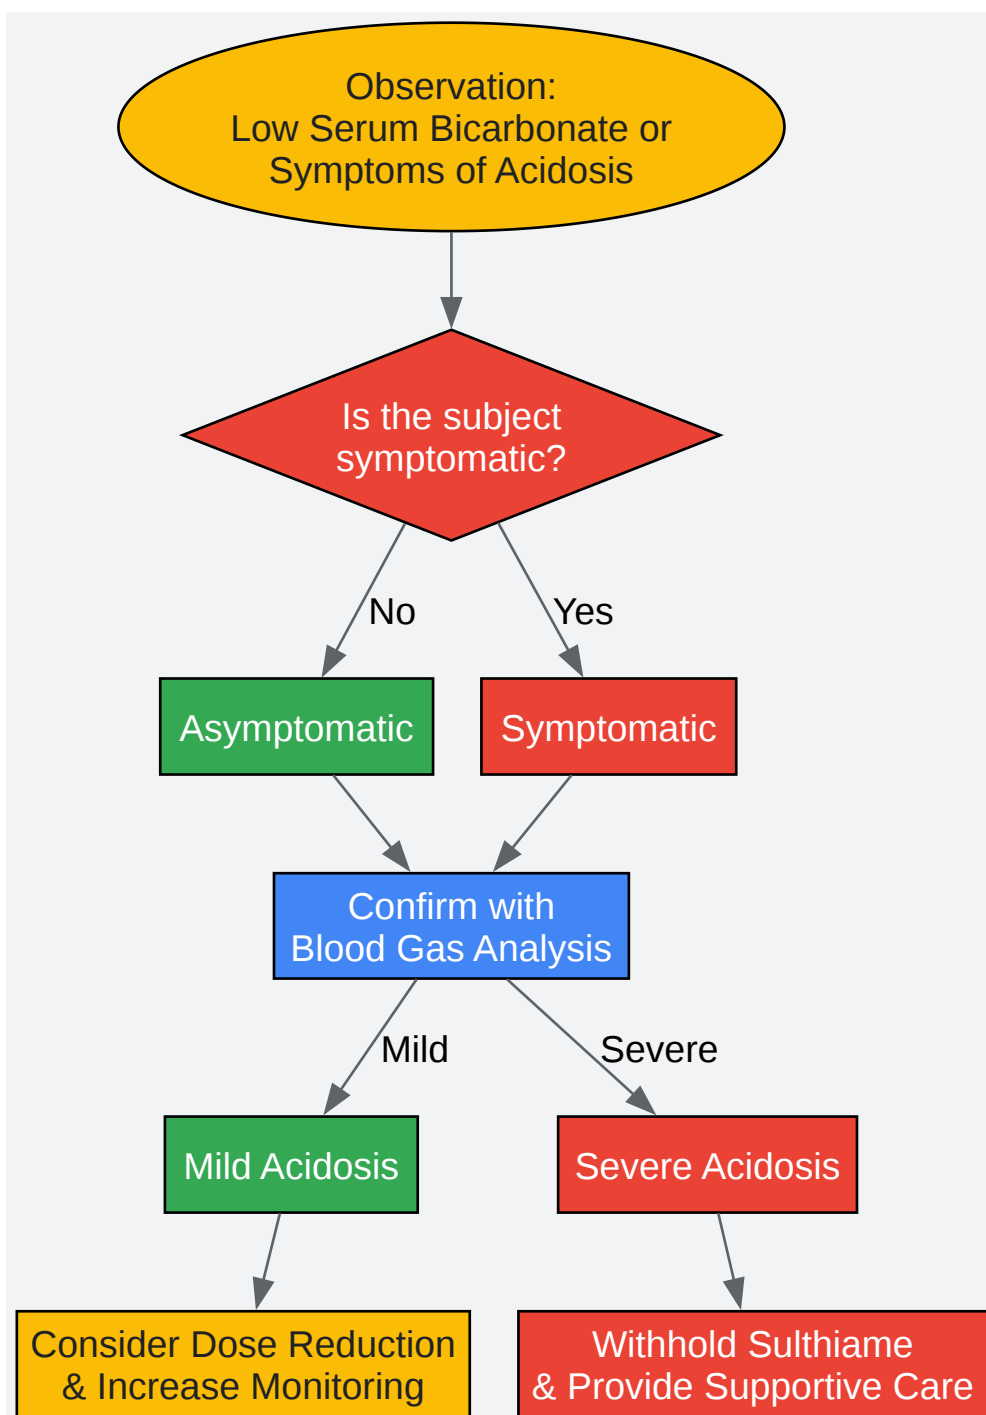 Observation:
Low Serum Bicarbonate or
Symptoms of Acidosis
Is the subject
symptomatic?
No
Yes
Asymptomatic
Symptomatic
Confirm with
Blood Gas Analysis
Mild
Severe
Mild Acidosis
Severe Acidosis
Consider Dose Reduction
& Increase Monitoring
Withhold Sulthiame
& Provide Supportive Care